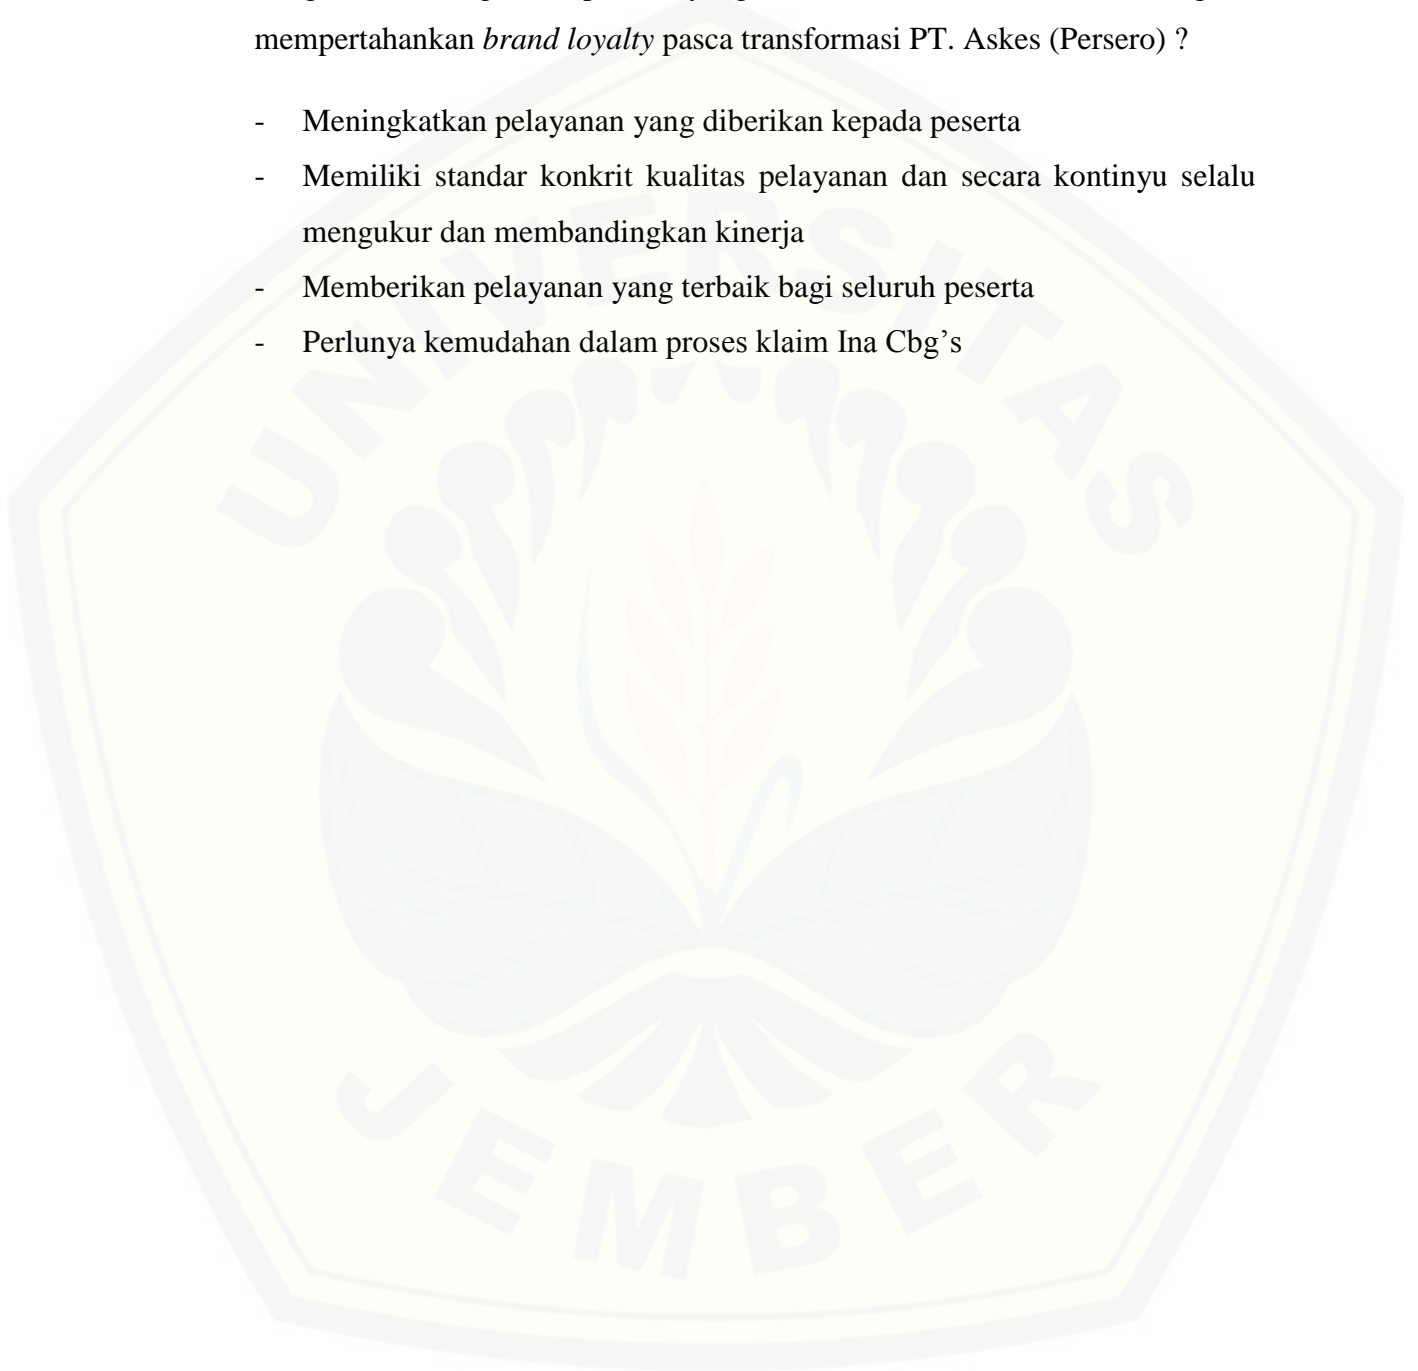 mempertahankan brand loyalty pasca transformasi PT. Askes (Persero) ?
- Meningkatkan pelayanan yang diberikan kepada peserta
- Memiliki standar konkrit kualitas pelayanan dan secara kontinyu selalu
mengukur dan membandingkan kinerja
- Memberikan pelayanan yang terbaik bagi seluruh peserta
- Perlunya kemudahan dalam proses klaim Ina Cbg’s
UNIVERSITAS
JEMBER